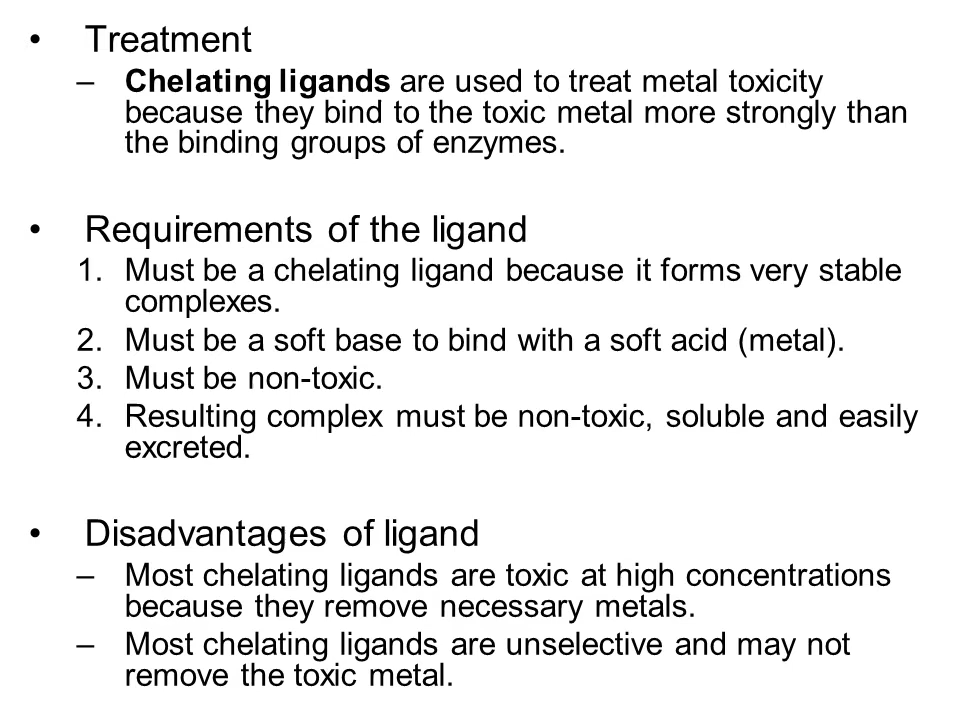 • Treatment
– Chelating ligands are used to treat metal toxicity
because they bind to the toxic metal more strongly than
the binding groups of enzymes.
• Requirements of the ligand
1. Must be a chelating ligand because it forms very stable
complexes.
2. Must be a soft base to bind with a soft acid (metal).
3. Must be non-toxic.
4. Resulting complex must be non-toxic, soluble and easily
excreted.
• Disadvantages of ligand
– Most chelating ligands are toxic at high concentrations
because they remove necessary metals.
– Most chelating ligands are unselective and may not
remove the toxic metal.